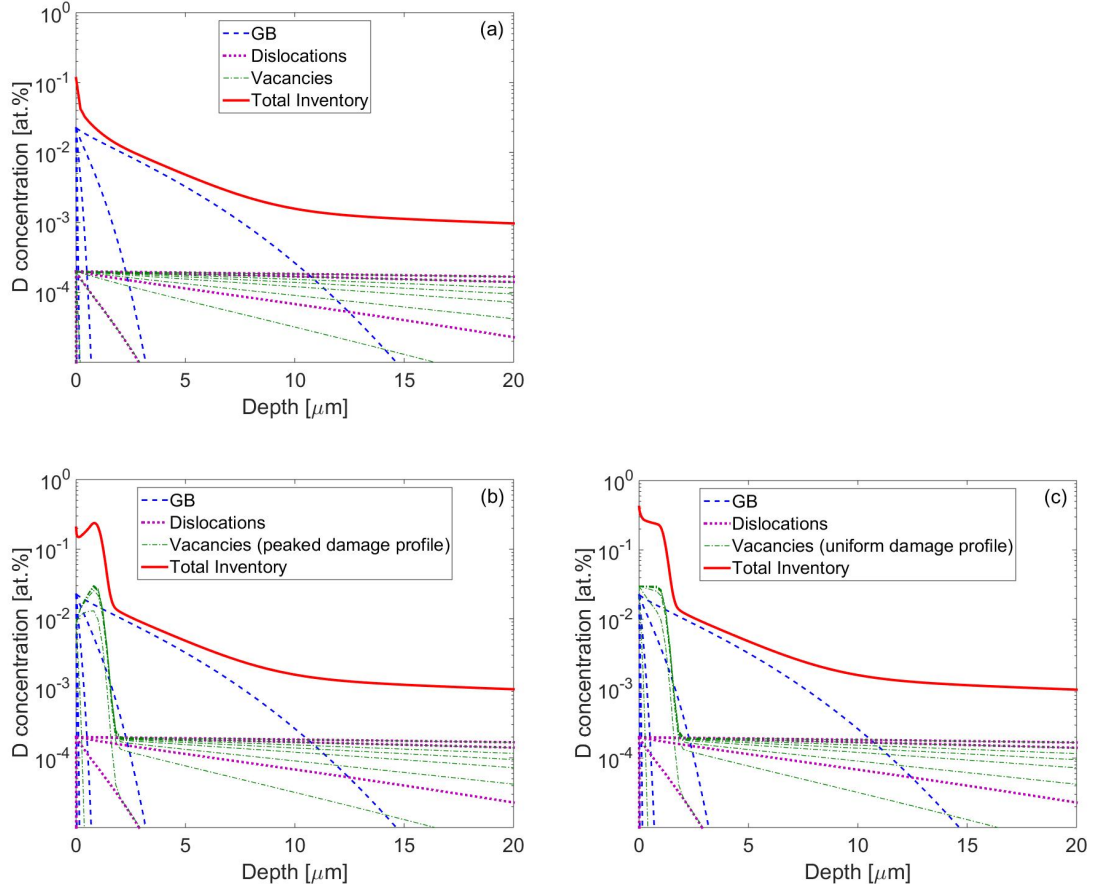 (a)
GB
Dislocations
Vacancies
Total Inventory
D concentration [at.%]
10^0
10^-1
10^-2
10^-3
10^-4
0 5 10 15 20
Depth [μm]
(b)
GB
Dislocations
Vacancies (peaked damage profile)
Total Inventory
D concentration [at.%]
10^0
10^-1
10^-2
10^-3
10^-4
0 5 10 15 20
Depth [μm]
(c)
GB
Dislocations
Vacancies (uniform damage profile)
Total Inventory
D concentration [at.%]
10^0
10^-1
10^-2
10^-3
10^-4
0 5 10 15 20
Depth [μm]